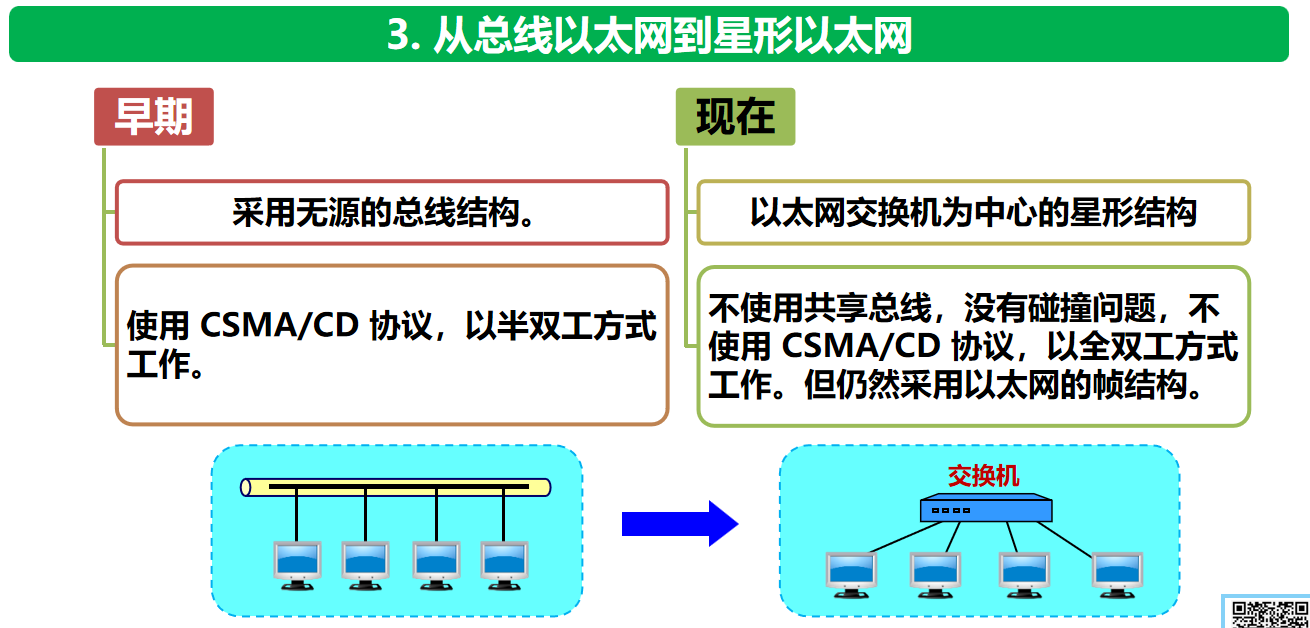 3. 从总线以太网到星形以太网
早期
采用无源的总线结构。
使用 CSMA/CD 协议，以半双工方式
工作。
现在
以太网交换机为中心的星形结构
不使用共享总线，没有碰撞问题，不
使用 CSMA/CD 协议，以全双工方式
工作。但仍然采用以太网的帧结构。
交换机